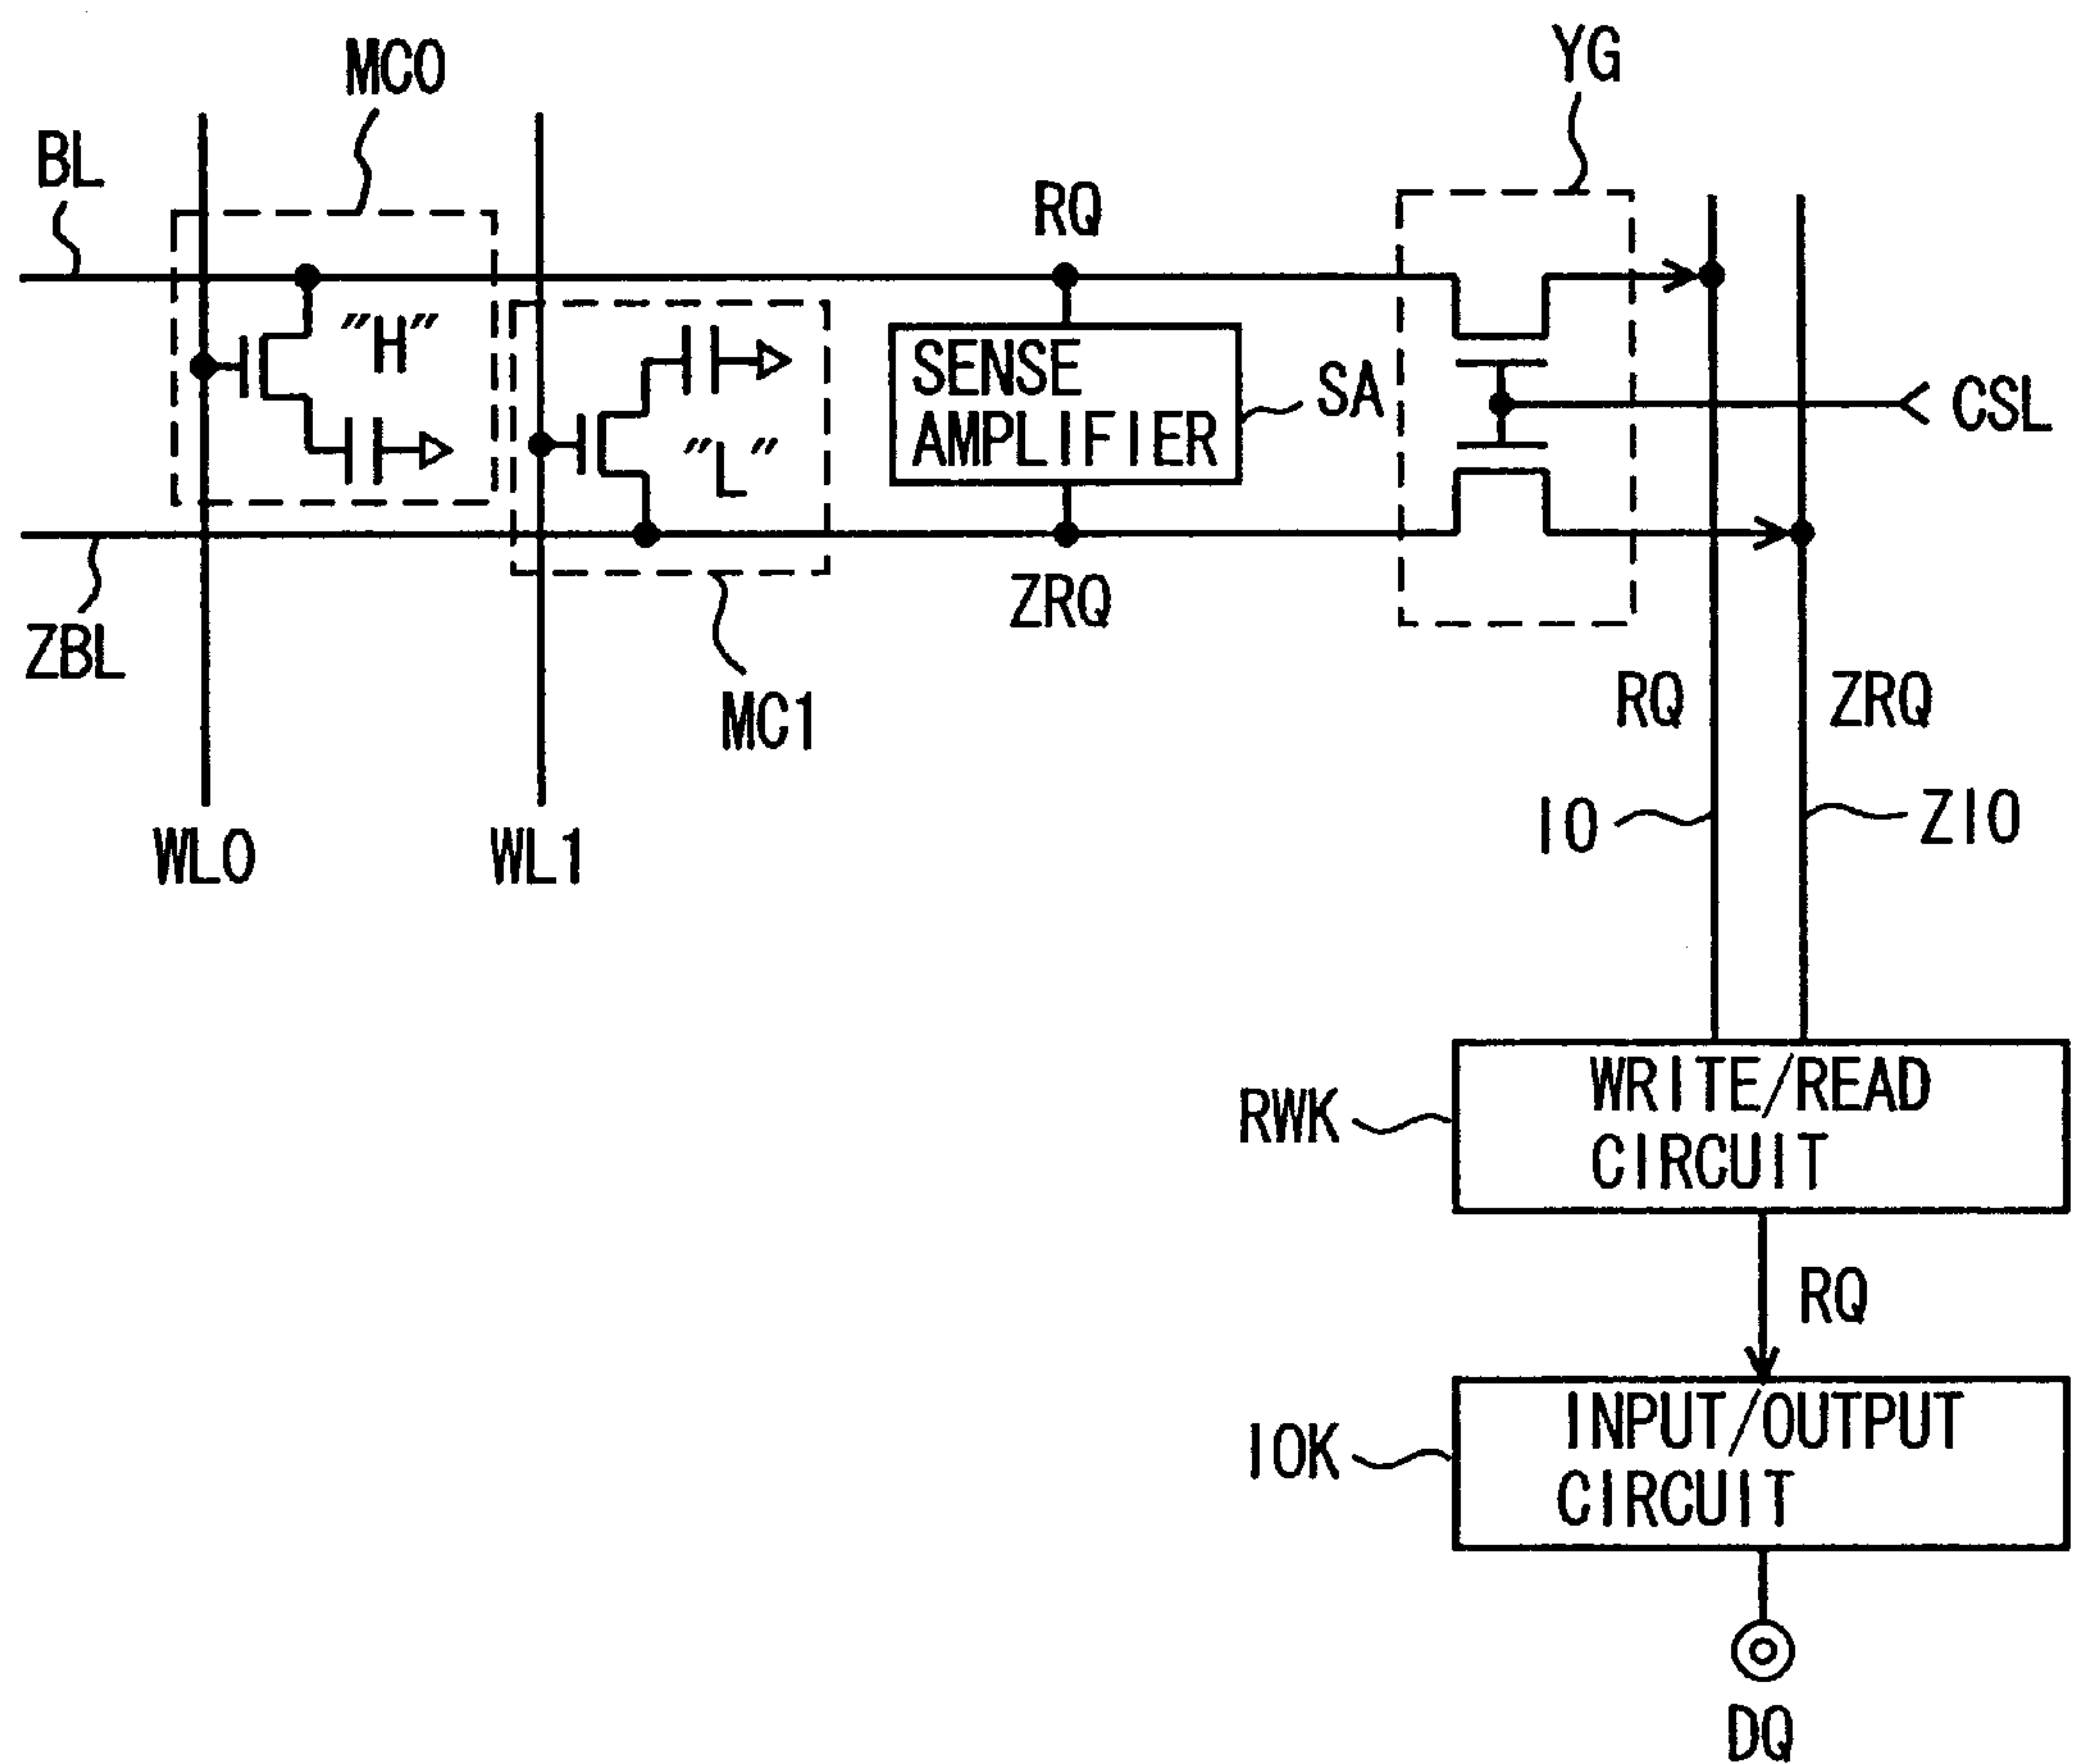 MC0
YG
BL
RQ
"H"
SENSE
AMPLIFIER
SA
CSL
"L"
ZBL
ZRQ
MC1
RQ
ZRQ
WL0
WL1
IO
ZIO
RWK
WRITE/READ
CIRCUIT
RQ
IOK
INPUT/OUTPUT
CIRCUIT
DQ